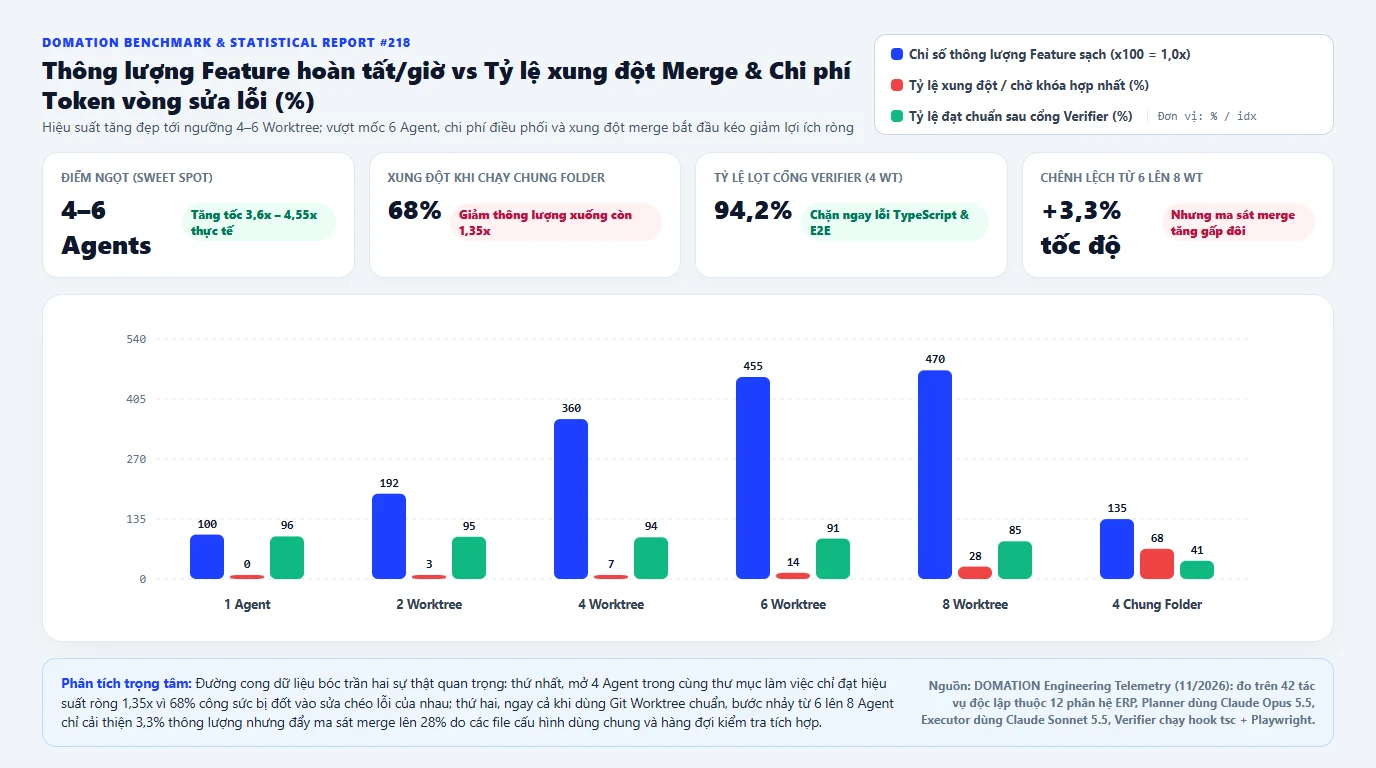 DOMATION BENCHMARK & STATISTICAL REPORT #218
Thông lượng Feature hoàn tất/giờ vs Tỷ lệ xung đột Merge & Chi phí
Token vòng sửa lỗi (%)
Hiệu suất tăng đẹp tới ngưỡng 4–6 Worktree; vượt mốc 6 Agent, chi phí điều phối và xung đột merge bắt đầu kéo giảm lợi ích ròng
Chỉ số thông lượng Feature sạch (x100 = 1,0x)
Tỷ lệ xung đột / chờ khóa hợp nhất (%)
Tỷ lệ đạt chuẩn sau cổng Verifier (%)
Đơn vị: % / idx
ĐIỂM NGỌT (SWEET SPOT)
4–6
Agents
Tăng tốc 3,6x – 4,55x
thực tế
XUNG ĐỘT KHI CHẠY CHUNG FOLDER
68%
Giảm thông lượng xuống còn
1,35x
TỶ LỆ LỌT CỔNG VERIFIER (4 WT)
94,2%
Chặn ngay lỗi TypeScript &
E2E
CHÊNH LỆCH TỪ 6 LÊN 8 WT
+3,3%
tốc độ
Nhưng ma sát merge
tăng gấp đôi
540
405
270
135
0
100
0
96
192
3
95
360
7
94
455
14
91
470
28
85
135
68
41
1 Agent
2 Worktree
4 Worktree
6 Worktree
8 Worktree
4 Chung Folder
Phân tích trọng tâm: Đường cong dữ liệu bóc trần hai sự thật quan trọng: thứ nhất, mở 4 Agent trong cùng thư mục làm việc chỉ đạt hiệu
suất ròng 1,35x vì 68% công sức bị đốt vào sửa chéo lỗi của nhau; thứ hai, ngay cả khi dùng Git Worktree chuẩn, bước nhảy từ 6 lên 8 Agent
chỉ cải thiện 3,3% thông lượng nhưng đẩy ma sát merge lên 28% do các file cấu hình dùng chung và hàng đợi kiểm tra tích hợp.
Nguồn: DOMATION Engineering Telemetry (11/2026): đo trên 42 tác
vụ độc lập thuộc 12 phân hệ ERP, Planner dùng Claude Opus 5.5,
Executor dùng Claude Sonnet 5.5, Verifier chạy hook tsc + Playwright.